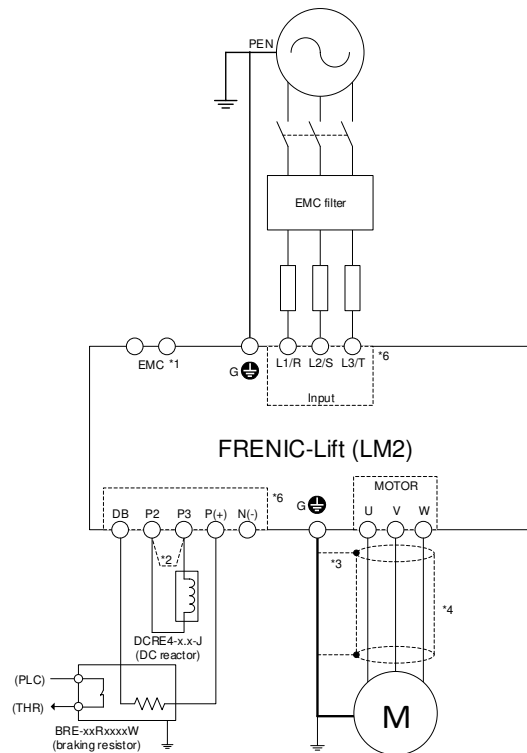 PEN
EMC filter
EMC *1
G
L1/R L2/S L3/T
*6
Input
FRENIC-Lift (LM2)
DB P2 P3 P(+) N(-)
*6
G
MOTOR
U V W
*2
*3
*4
DCRE4-x.x-J
(DC reactor)
(PLC)
(THR)
BRE-xxRxxxxW
(braking resistor)
M